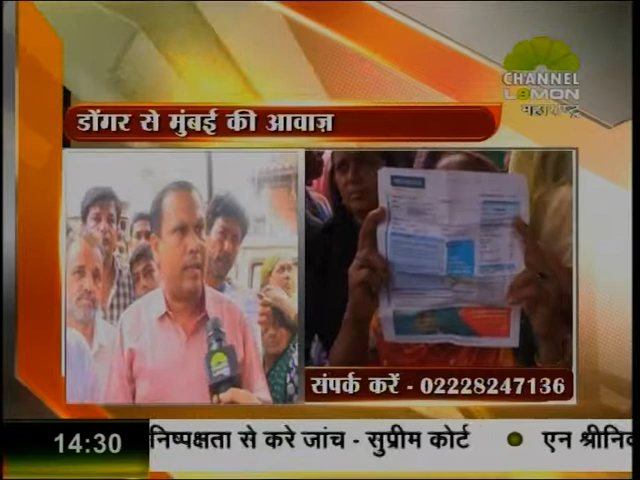 CHANNEL
LEMON
महाराष्ट्र
डोंगर से मुंबई की आवाज़
संपर्क करें - 02228247136
14:30 निष्पक्षता से करे जांच - सुप्रीम कोर्ट एन श्रीनि